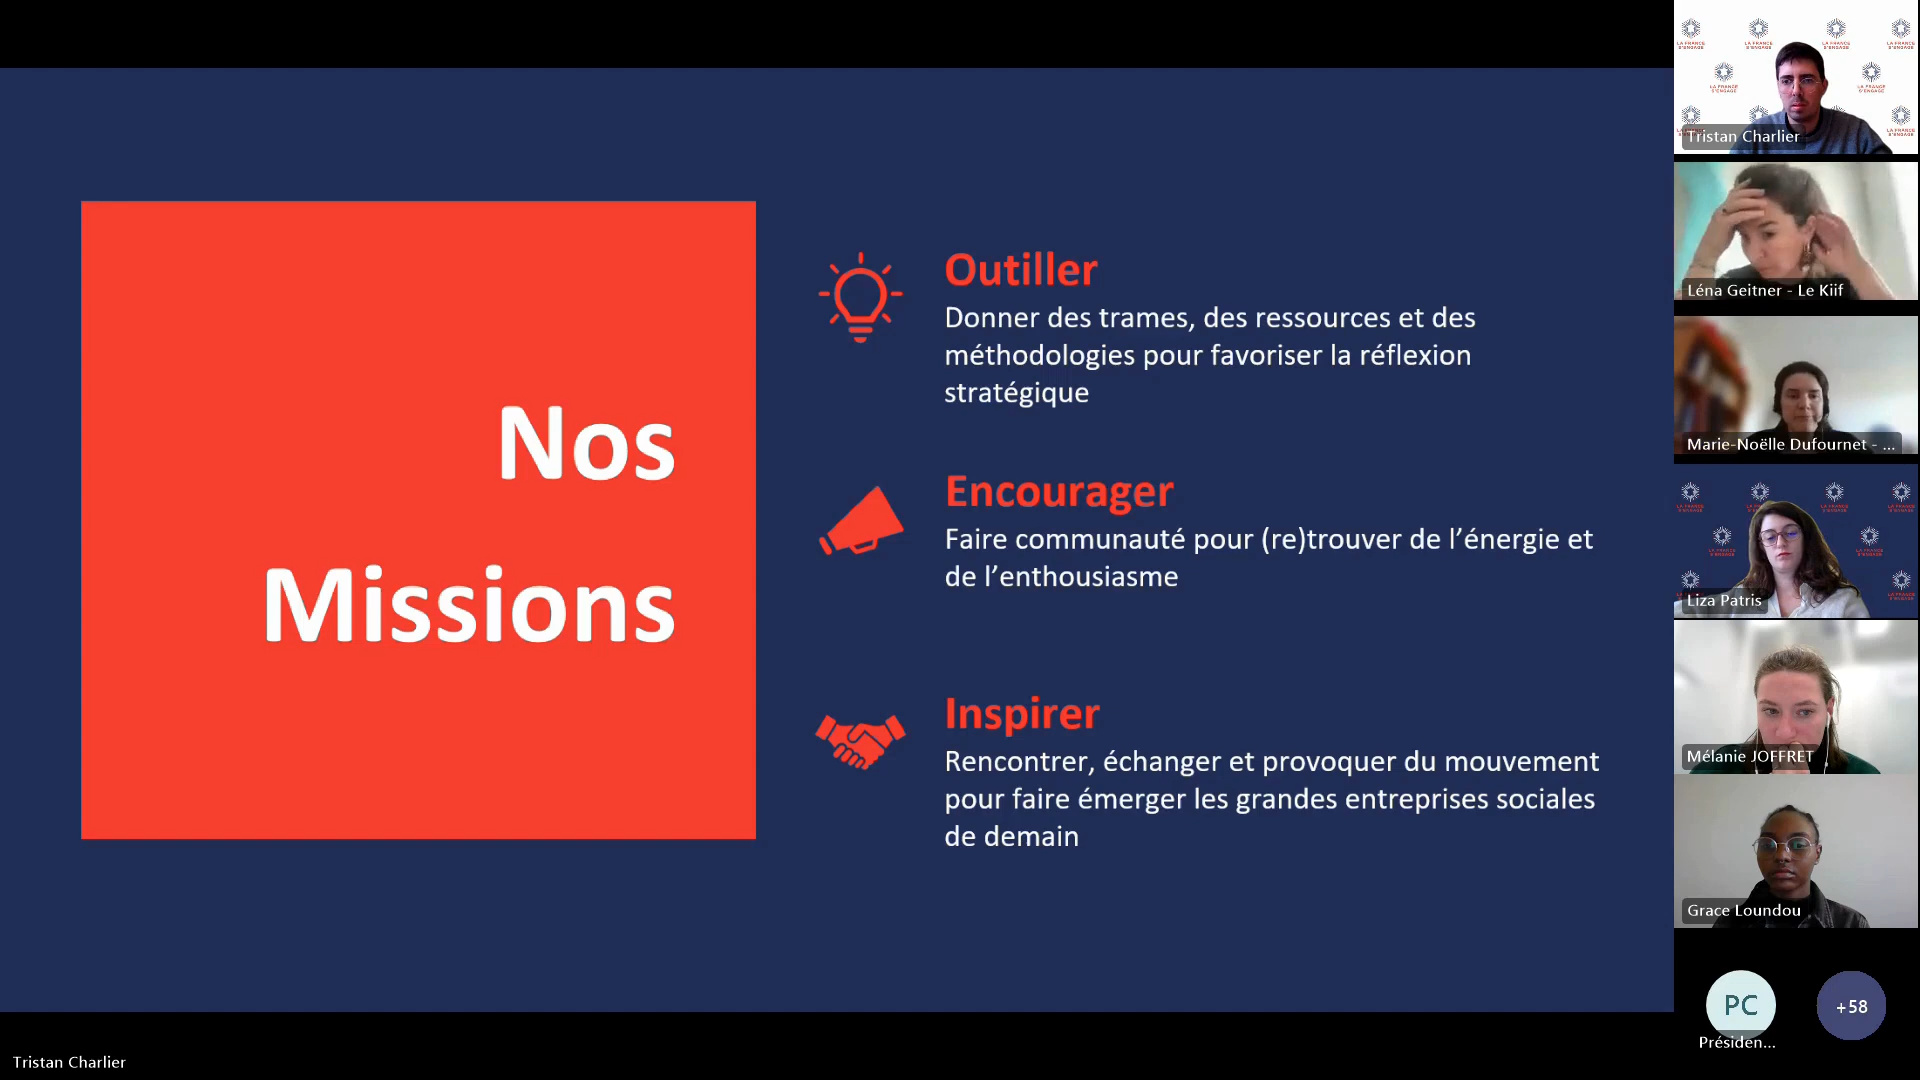 Nos
Missions
Outiller
Donner des trames, des ressources et des
méthodologies pour favoriser la réflexion
stratégique
Encourager
Faire communauté pour (re)trouver de l’énergie et
de l’enthousiasme
Inspirer
Rencontrer, échanger et provoquer du mouvement
pour faire émerger les grandes entreprises sociales
de demain
Tristan Charlier
LA FRANCE
S'ENGAGE
Tristan Charlier
Léna Geitner - Le Kiif
Marie-Noëlle Dufournet - ...
Liza Patris
Mélanie JOFFRET
Grace Loundou
PC
Présiden...
+58